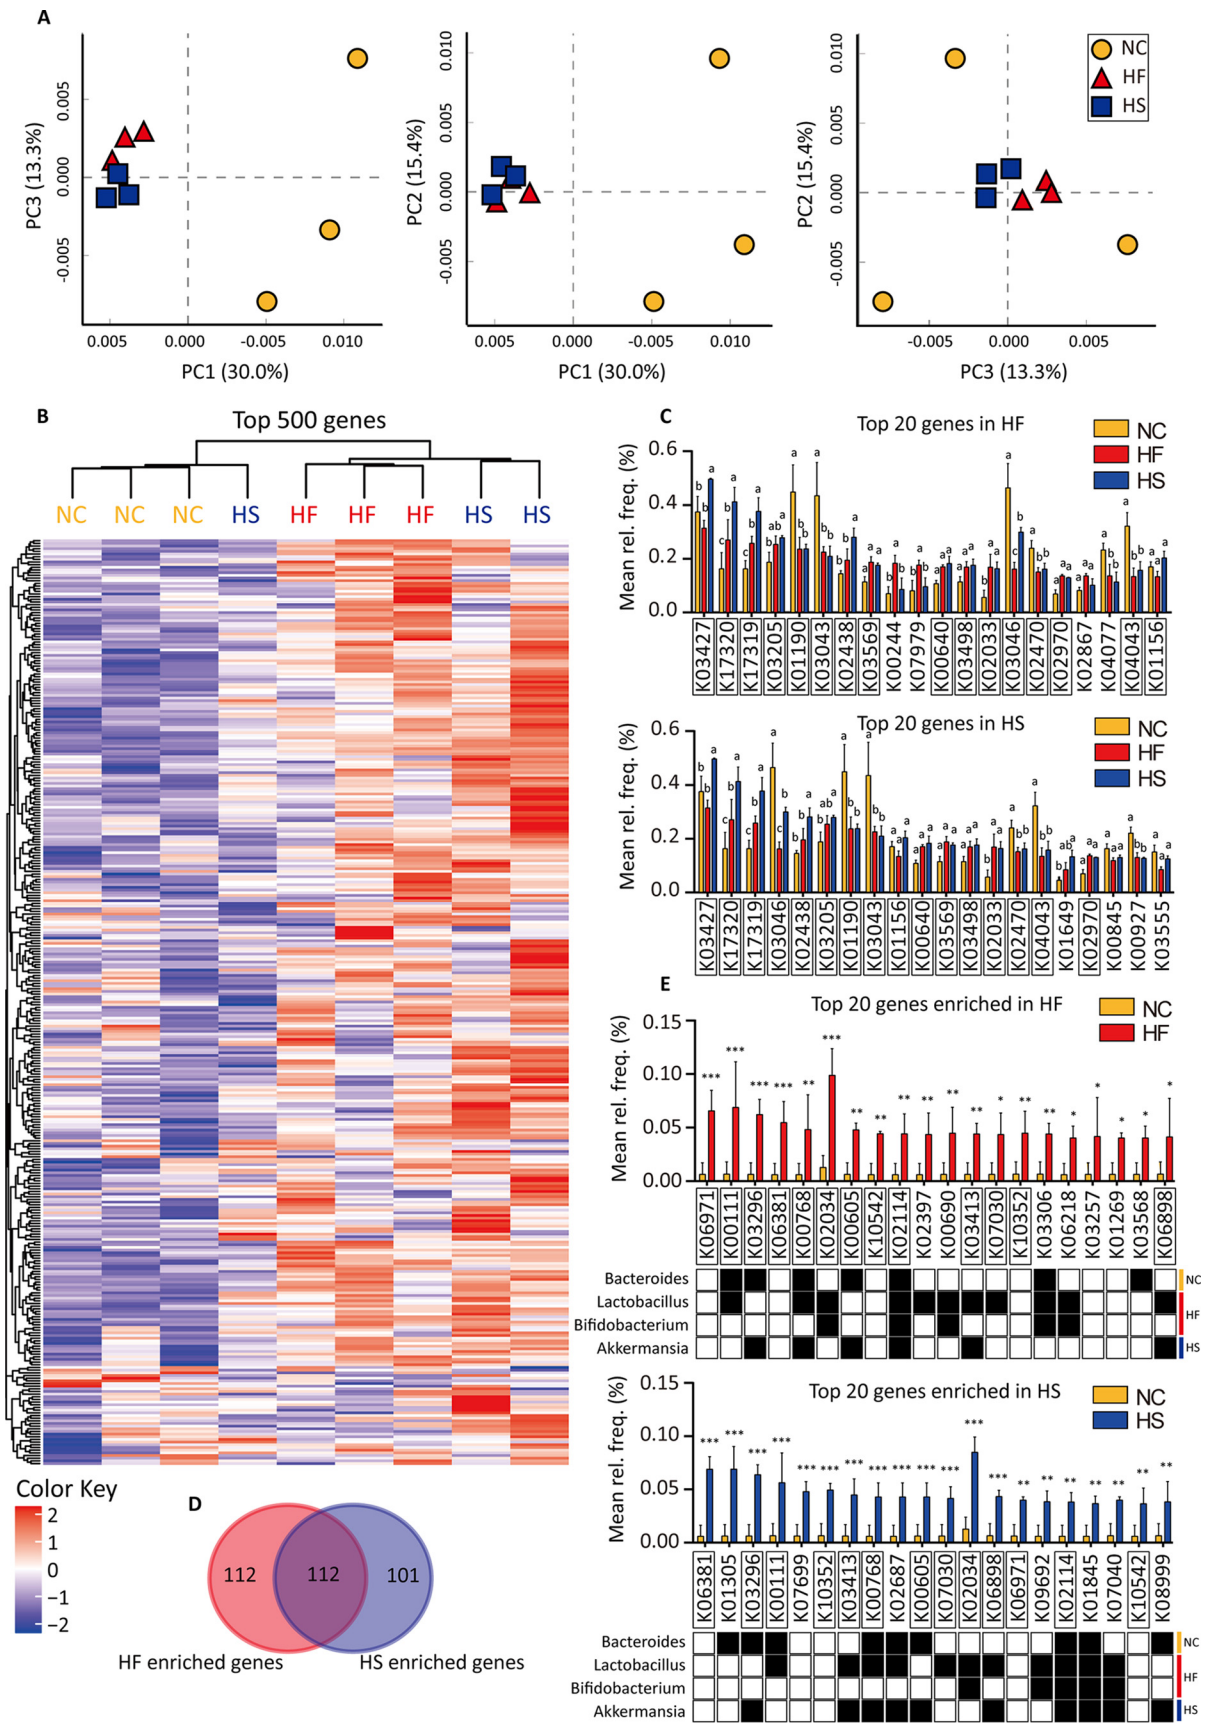 A
NC
HF
HS
PC3 (13.3%)
0.005
0.000
-0.005
0.005 0.000 -0.005 0.010
PC1 (30.0%)
PC2 (15.4%)
0.010
0.005
0.000
-0.005
0.005 0.000 0.005 0.010
PC1 (30.0%)
PC2 (15.4%)
0.010
0.005
0.000
-0.005
-0.005 0.000 0.005
PC3 (13.3%)
B
Top 500 genes
NC NC NC HS HF HF HF HS HS
Color Key
2
1
0
−1
−2
C
Top 20 genes in HF
NC
HF
HS
Mean rel. freq. (%)
0.6
0.4
0.2
0.0
K03427 K17320 K17319 K03205 K01190 K03043 K02438 K03569 K00244 K07979 K00640 K03498 K02033 K03046 K02470 K02970 K02867 K04077 K04043 K01156
Top 20 genes in HS
NC
HF
HS
Mean rel. freq. (%)
0.6
0.4
0.2
0.0
K03427 K17320 K17319 K03046 K02438 K03205 K01190 K03043 K01156 K00640 K03569 K03498 K02033 K02470 K04043 K01649 K02970 K00845 K00927 K03555
D
112 112 101
HF enriched genes HS enriched genes
E
Top 20 genes enriched in HF
NC
HF
Mean rel. freq. (%)
0.15
0.10
0.05
0.00
*** *** *** *** ** *** ** ** ** ** ** ** * ** ** * * * * *
K06971 K00111 K03296 K06381 K00768 K02034 K00605 K10542 K02114 K02397 K00690 K03413 K07030 K10352 K03306 K06218 K03257 K01269 K03568 K06898
Bacteroides NC
Lactobacillus
HF
Bifidobacterium
Akkermansia HS
Top 20 genes enriched in HS
NC
HS
Mean rel. freq. (%)
0.15
0.10
0.05
0.00
*** *** *** *** *** *** *** *** *** *** ** *** *** ** ** ** ** ** ** **
K06381 K01305 K03296 K00111 K07699 K10352 K03413 K00768 K02687 K00605 K07030 K02034 K06898 K06971 K09692 K02114 K01845 K07040 K10542 K08999
Bacteroides NC
Lactobacillus
HF
Bifidobacterium
Akkermansia HS